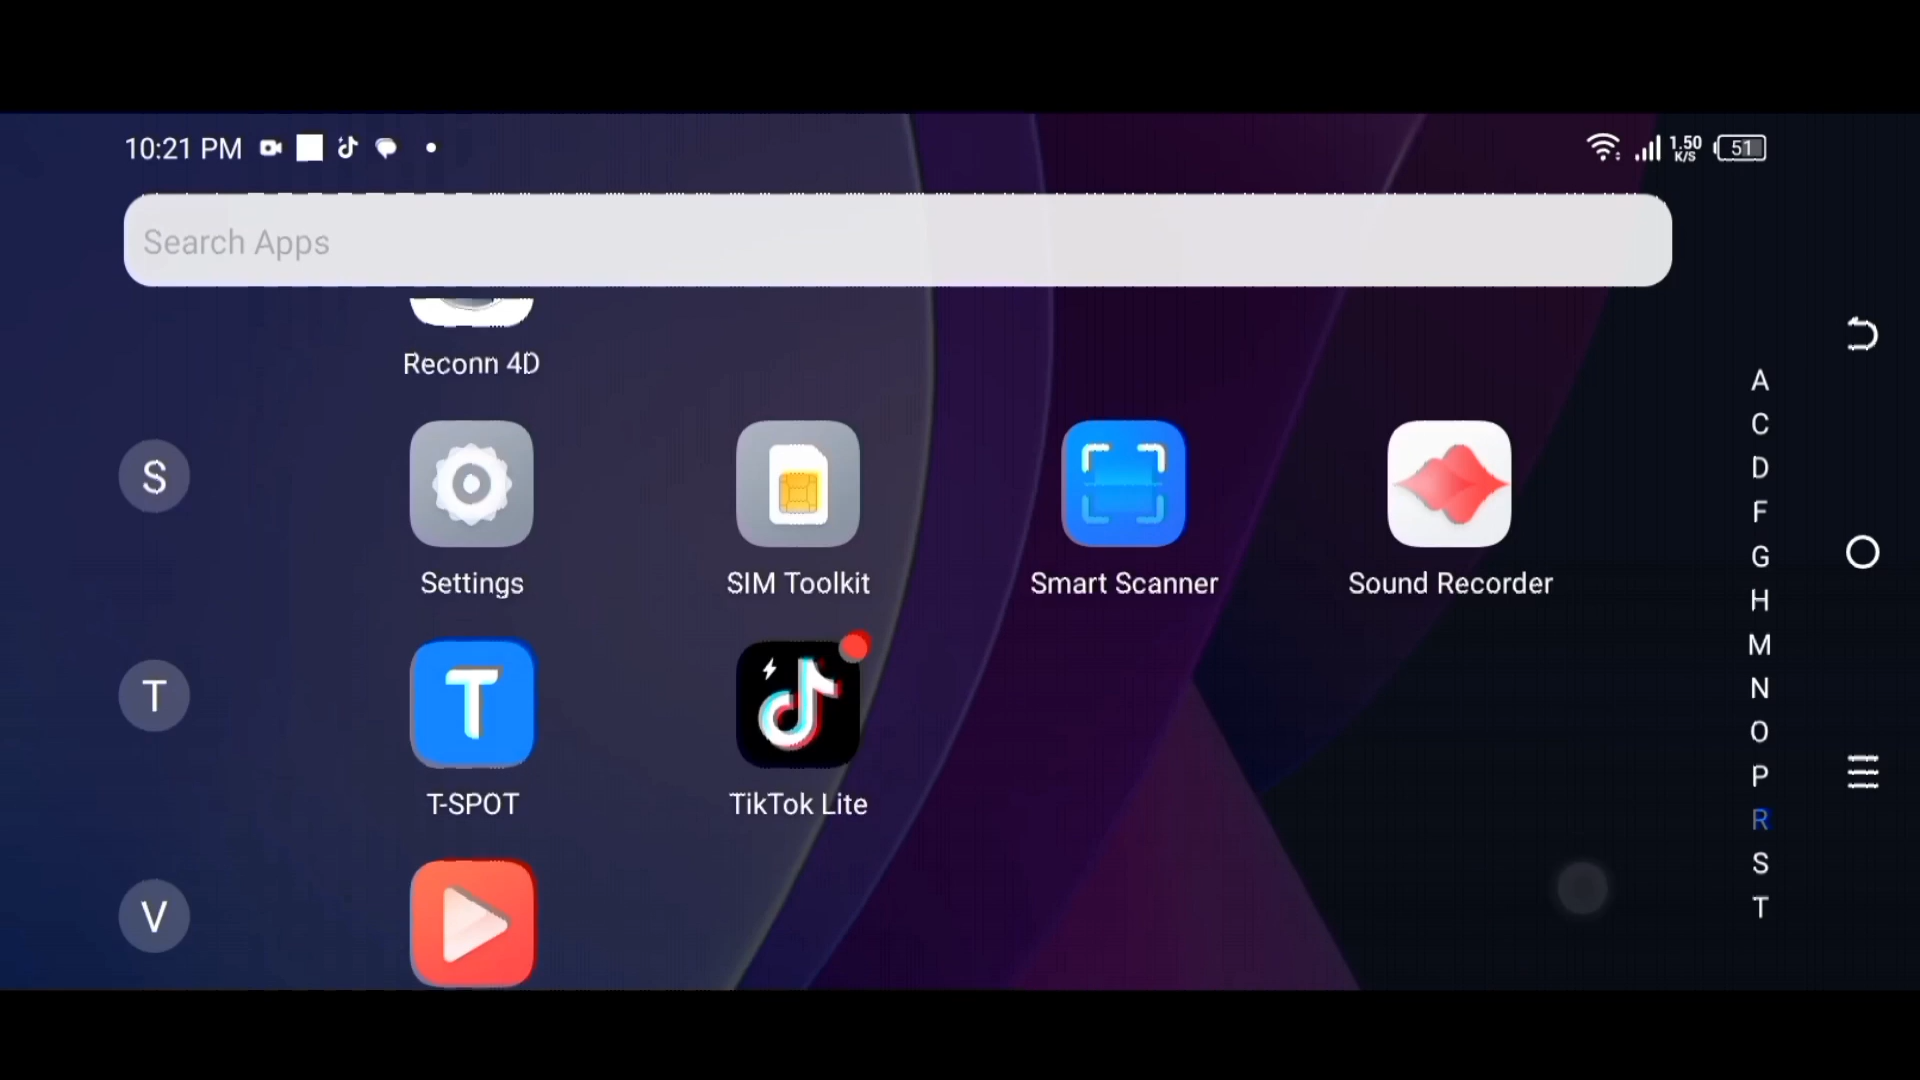 10:21 PM
1.50
K/S
51
Search Apps
Reconn 4D
S
Settings
SIM Toolkit
Smart Scanner
Sound Recorder
T
T
T-SPOT
TikTok Lite
V
A
C
D
F
G
H
M
N
O
P
R
S
T